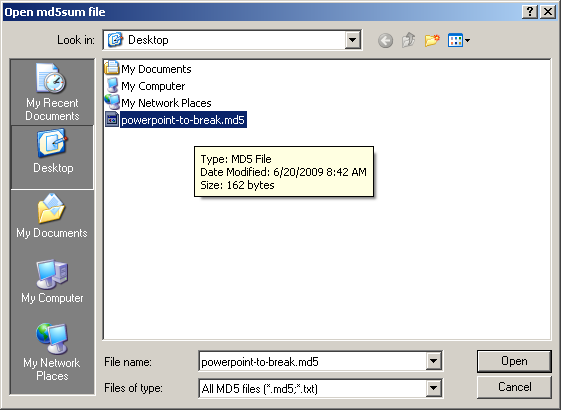 Open md5sum file
Look in: Desktop
My Recent
Documents
Desktop
My Documents
My Computer
My Network
Places
My Documents
My Computer
My Network Places
powerpoint-to-break.md5
Type: MD5 File
Date Modified: 6/20/2009 8:42 AM
Size: 162 bytes
File name: powerpoint-to-break.md5 Open
Files of type: All MD5 files (*.md5;*.txt) Cancel